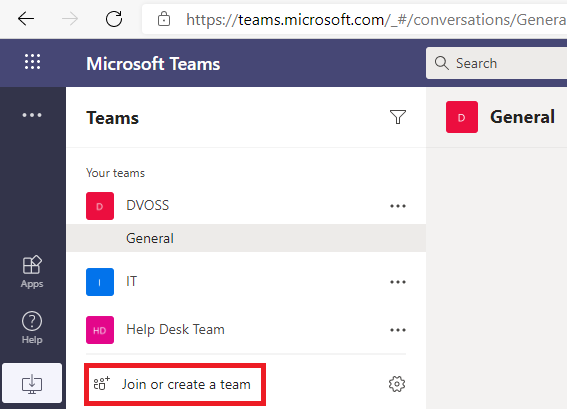 https://teams.microsoft.com/_#/conversations/Genera
Microsoft Teams
Search
Teams
D General
Your teams
D DVOSS
General
I IT
Apps
HD Help Desk Team
Help
Join or create a team